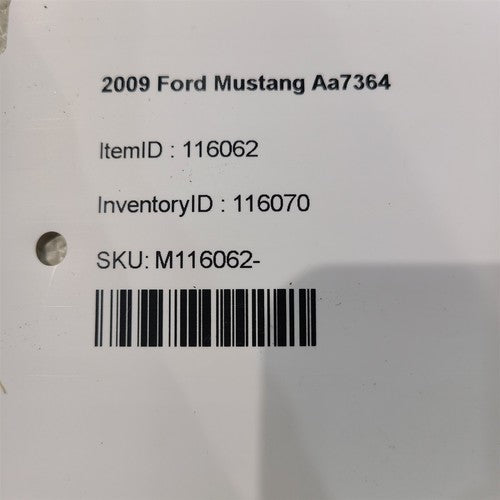 2009 Ford Mustang Aa7364
ItemID : 116062
InventoryID : 116070
SKU: M116062-